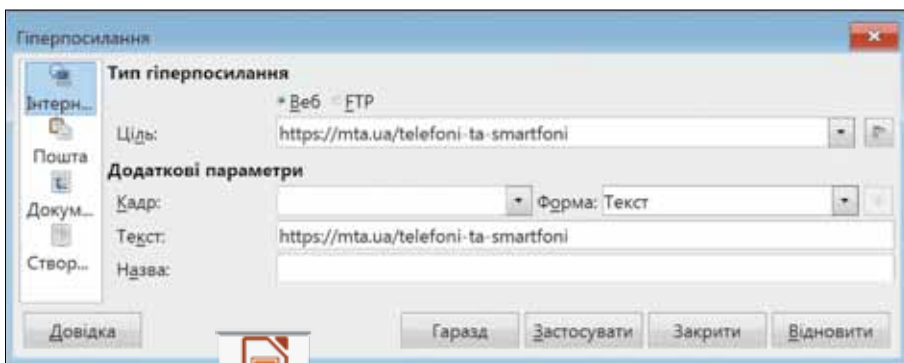 Гіперпосилання
Інтерн...
Пошта
Докум...
Створ...
Тип гіперпосилання
Веб FTP
Ціль: https://mta.ua/telefoni-ta-smartfoni
Додаткові параметри
Кадр: Форма: Текст
Текст: https://mta.ua/telefoni-ta-smartfoni
Назва:
Довідка Гаразд Застосувати Закрити Відновити